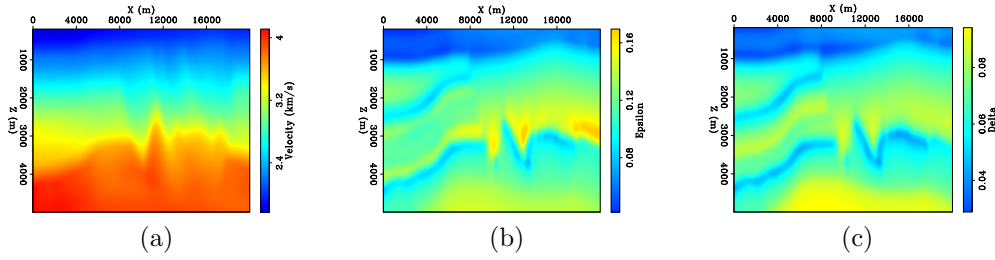 X (m)
0 4000 8000 12000 16000
1000 2000 3000 4000
Z (m)
4 3.2 2.4
Velocity (km/s)
(a)
X (m)
0 4000 8000 12000 16000
1000 2000 3000 4000
Z (m)
0.16 0.12 0.08
Epsilon
(b)
X (m)
0 4000 8000 12000 16000
1000 2000 3000 4000
Z (m)
0.08 0.06 0.04
Delta
(c)